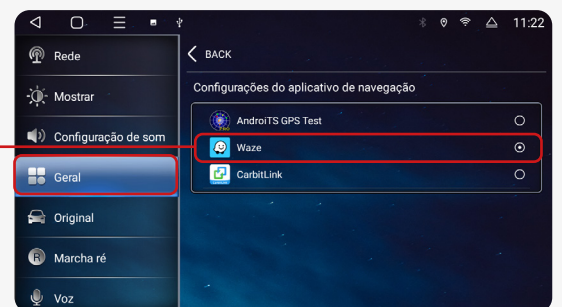 11:22
Rede
BACK
Mostrar
Configurações do aplicativo de navegação
AndroiTS GPS Test
Configuração de som
Waze
Geral
CarbitLink
Original
R
Marcha ré
Voz